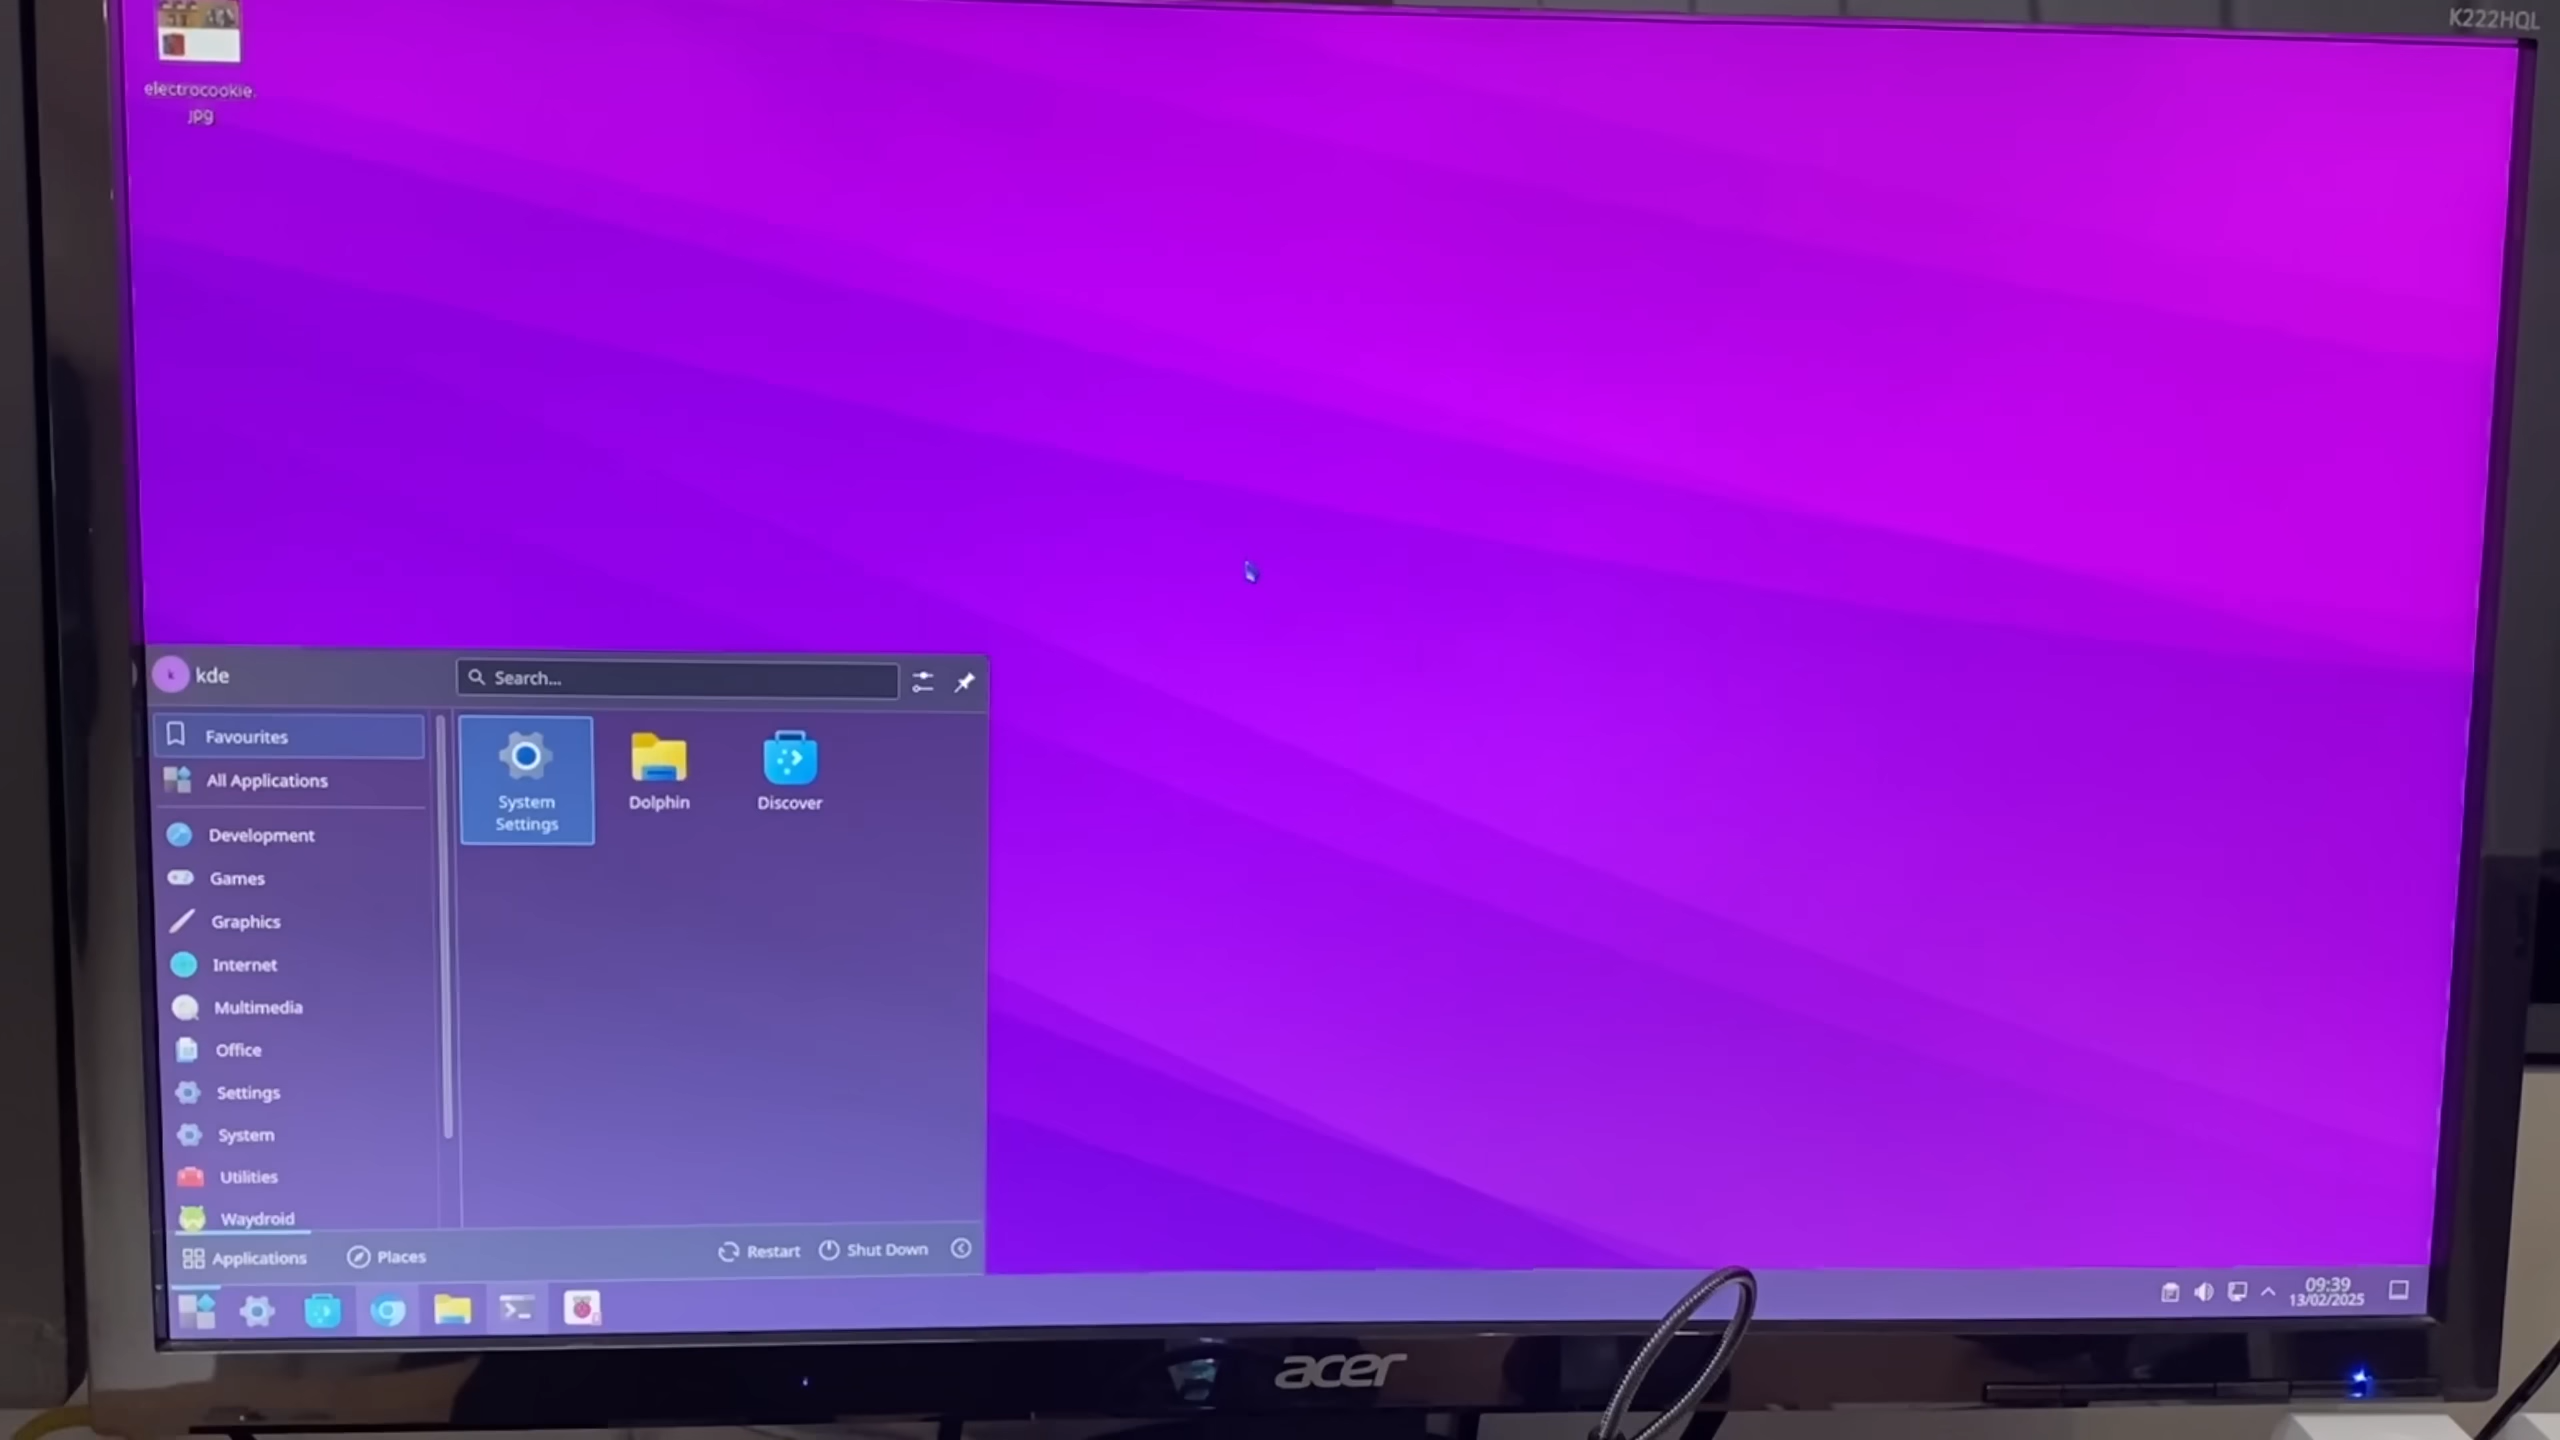 K222HQL
electrocookie.
jpg
kde
Search...
Favourites
All Applications
Development
Games
Graphics
Internet
Multimedia
Office
Settings
System
Utilities
Waydroid
System
Settings
Dolphin
Discover
Applications
Places
Restart
Shut Down
09:39
13/02/2025
acer